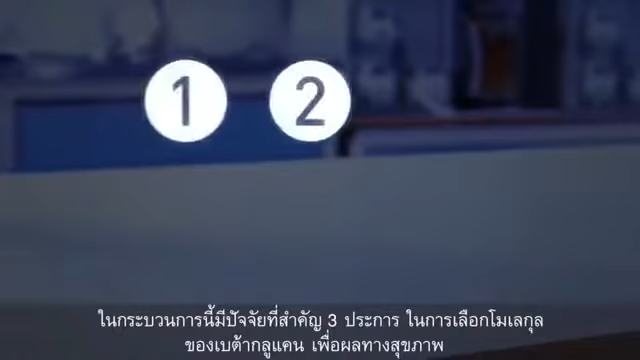 1 2
ในกระบวนการนี้มีปัจจัยที่สำคัญ 3 ประการ ในการเลือกโมเลกุล
ของเบต้ากลูแคน เพื่อผลทางสุขภาพ